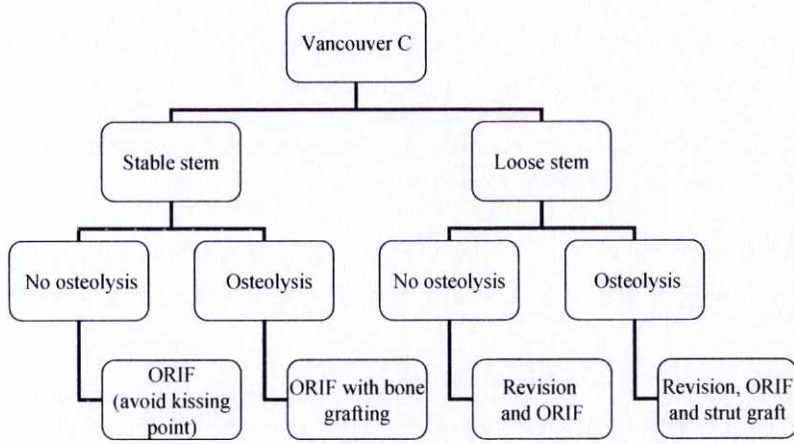 Vancouver C
Stable stem
Loose stem
No osteolysis
Osteolysis
No osteolysis
Osteolysis
ORIF
(avoid kissing
point)
ORIF with bone
grafting
Revision
and ORIF
Revision, ORIF
and strut graft